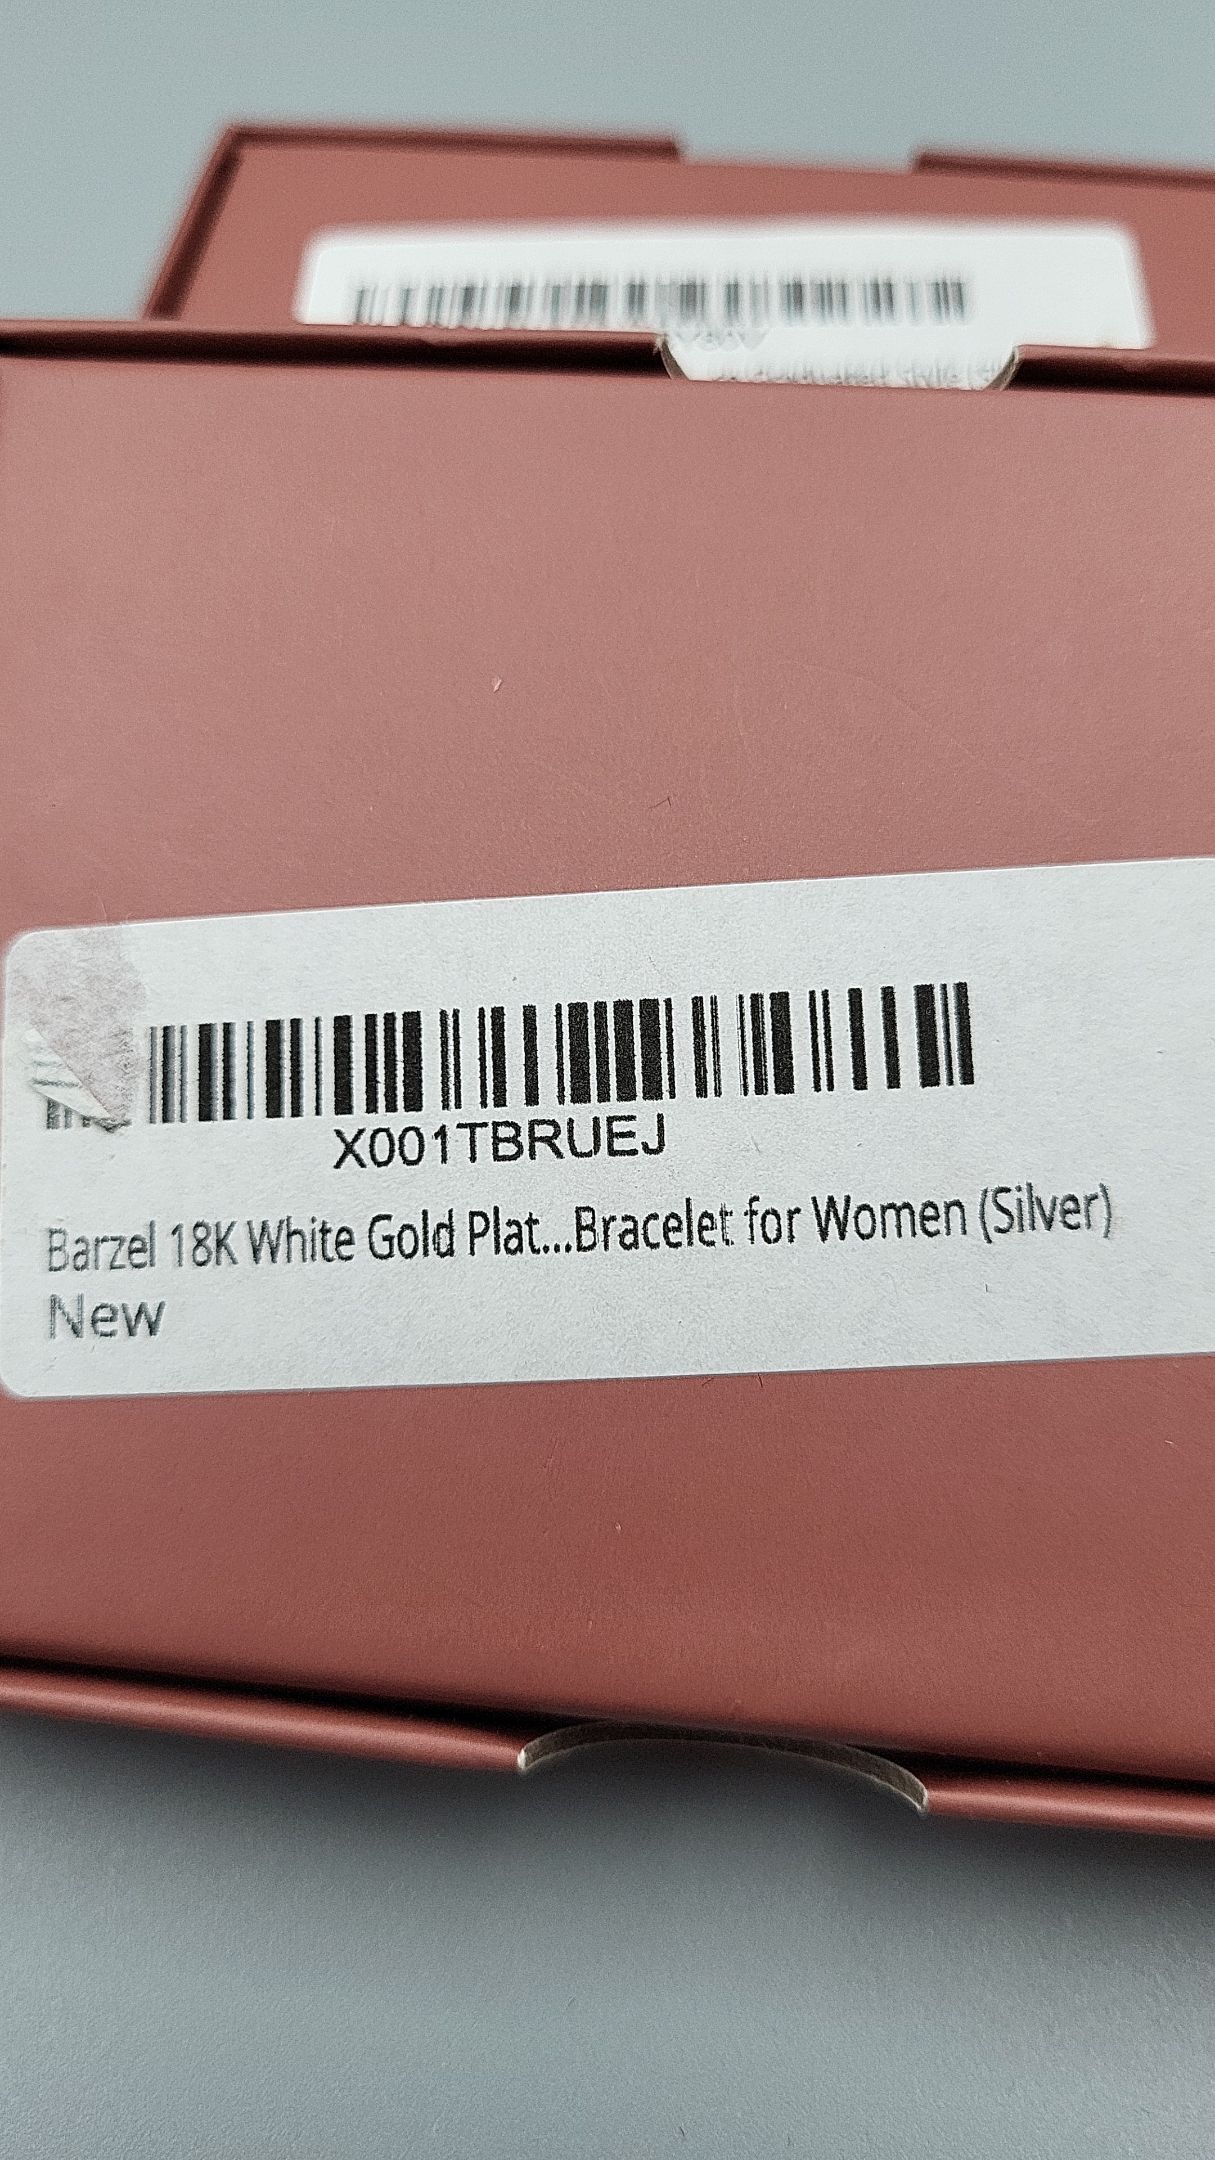 X001TBRUEJ
Barzel 18K White Gold Plat...Bracelet for Women (Silver)
New